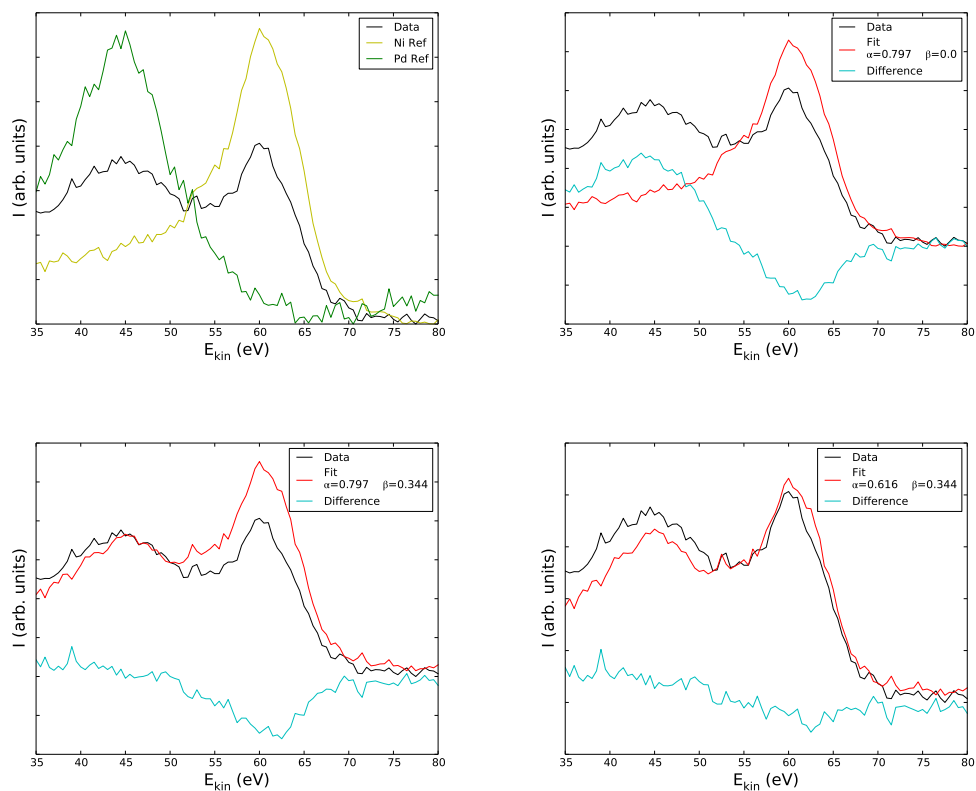 Data
Ni Ref
Pd Ref
I (arb. units)
35 40 45 50 55 60 65 70 75 80
E_kin (eV)
Data
Fit
α=0.797 β=0.0
Difference
I (arb. units)
35 40 45 50 55 60 65 70 75 80
E_kin (eV)
Data
Fit
α=0.797 β=0.344
Difference
I (arb. units)
35 40 45 50 55 60 65 70 75 80
E_kin (eV)
Data
Fit
α=0.616 β=0.344
Difference
I (arb. units)
35 40 45 50 55 60 65 70 75 80
E_kin (eV)